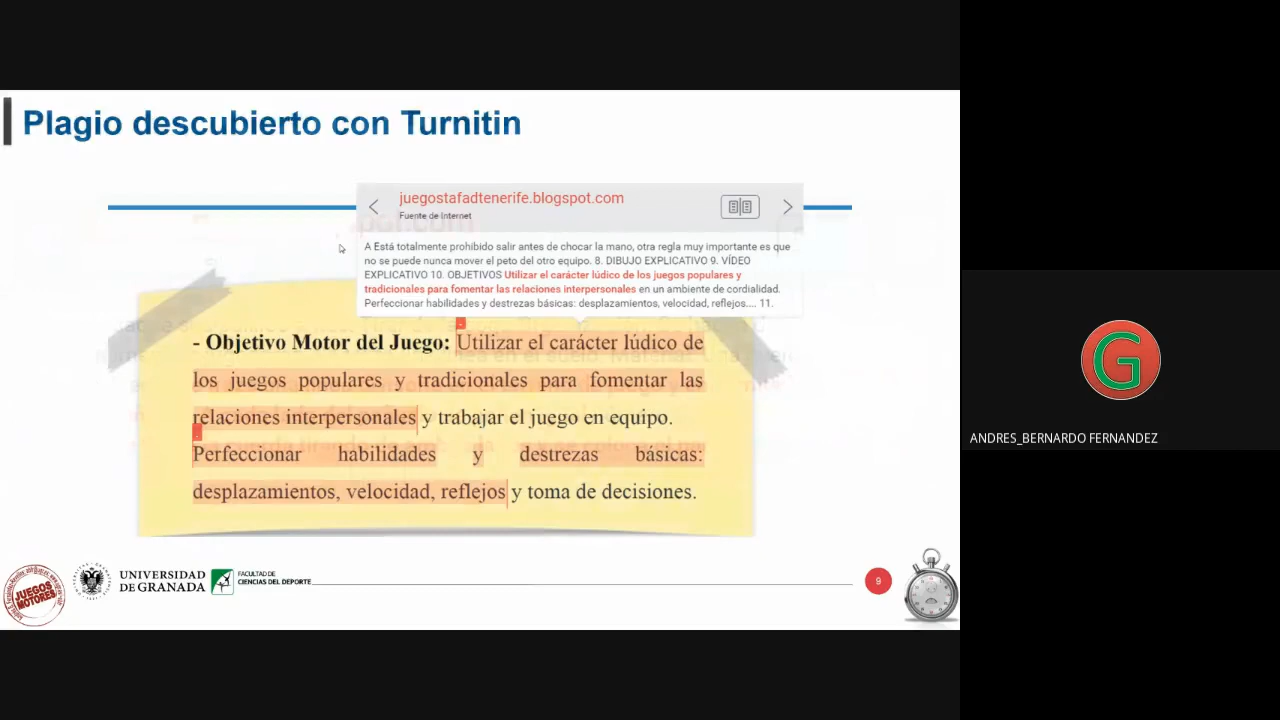 Plagio descubierto con Turnitin
juegostafadtenerife.blogspot.com
Fuente de Internet
A Está totalmente prohibido salir antes de chocar la mano, otra regla muy importante es que
no se puede nunca mover el peto del otro equipo. 8. DIBUJO EXPLICATIVO 9. VÍDEO
EXPLICATIVO 10. OBJETIVOS Utilizar el carácter lúdico de los juegos populares y
tradicionales para fomentar las relaciones interpersonales en un ambiente de cordialidad.
Perfeccionar habilidades y destrezas básicas: desplazamientos, velocidad, reflejos.... 11.
- Objetivo Motor del Juego: Utilizar el carácter lúdico de
los juegos populares y tradicionales para fomentar las
relaciones interpersonales y trabajar el juego en equipo.
Perfeccionar habilidades y destrezas básicas:
desplazamientos, velocidad, reflejos y toma de decisiones.
JUEGOS
MOTORES
UNIVERSIDAD
DE GRANADA
FACULTAD DE
CIENCIAS DEL DEPORTE
9
G
ANDRES_BERNARDO FERNANDEZ